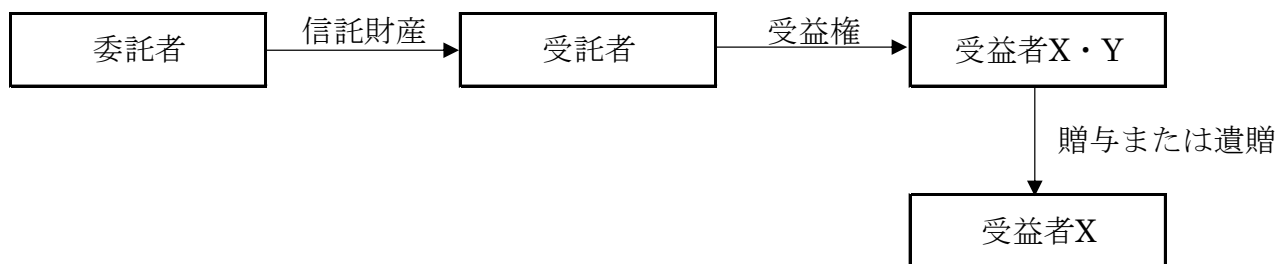 委託者
信託財産
受託者
受益権
受益者X・Y
贈与または遺贈
受益者X